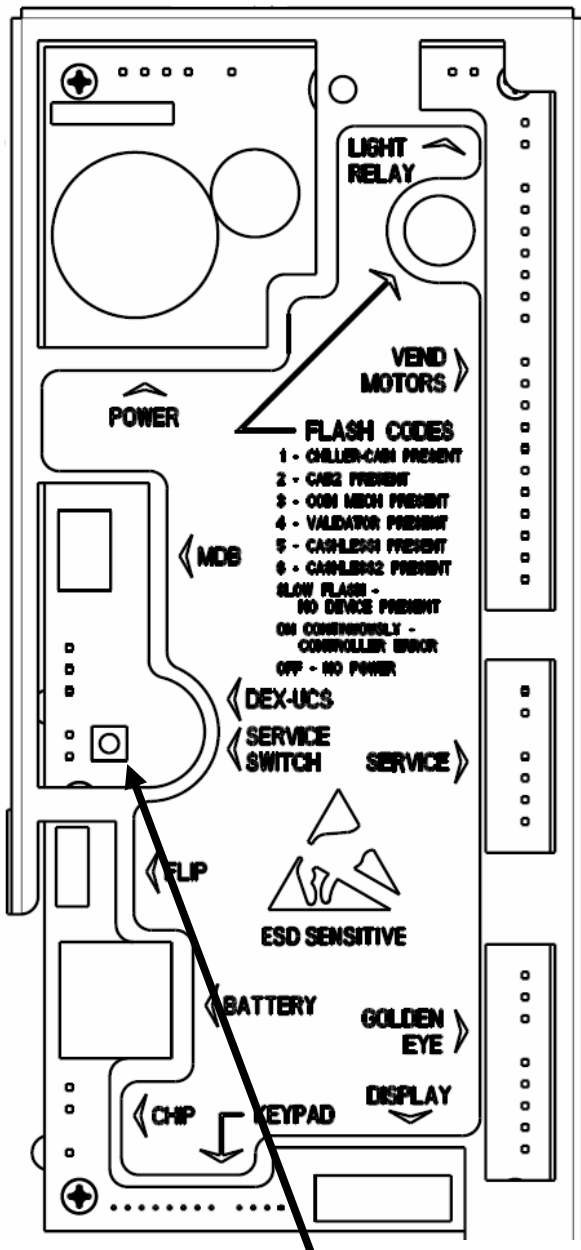 LIGHT
RELAY
VEND
MOTORS
POWER
FLASH CODES
1 - CHILLER-CAB1 PRESENT
2 - CAB2 PRESENT
3 - COIN MECH PRESENT
4 - VALIDATOR PRESENT
5 - CASHLESS1 PRESENT
6 - CASHLESS2 PRESENT
SLOW FLASH -
NO DEVICE PRESENT
ON CONTINUOUSLY -
CONTROLLER ERROR
OFF - NO POWER
MDB
DEX-UCS
SERVICE
SWITCH
SERVICE
FLIP
ESD SENSITIVE
BATTERY
GOLDEN
EYE
DISPLAY
CHIP
KEYPAD